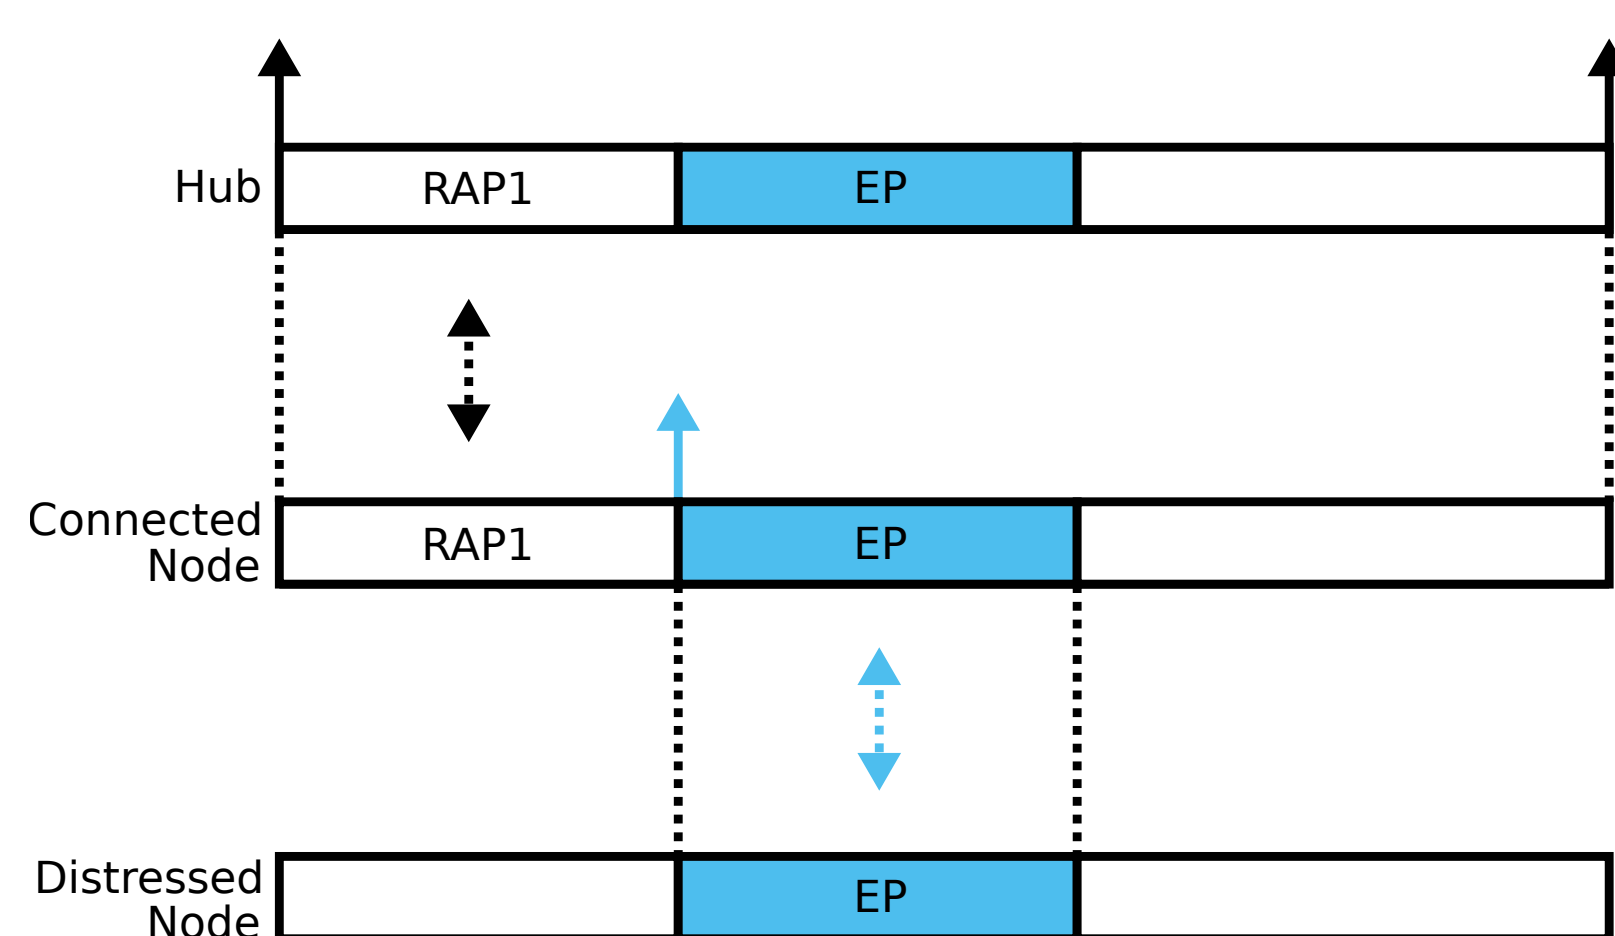 Hub
RAP1
EP
Connected
Node
RAP1
EP
Distressed
Node
EP